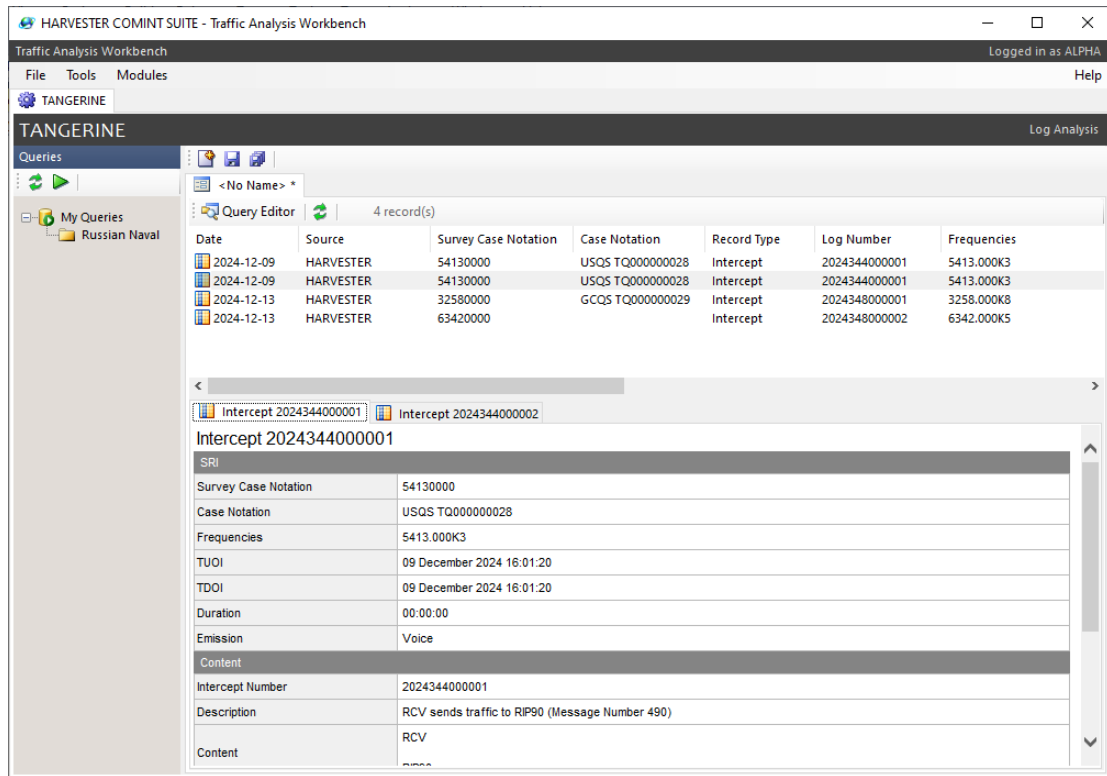 HARVESTER COMINT SUITE - Traffic Analysis Workbench
Traffic Analysis Workbench Logged in as ALPHA
File Tools Modules Help
TANGERINE
TANGERINE Log Analysis
Queries
<No Name> *
My Queries
Russian Naval
Query Editor 4 record(s)
Date Source Survey Case Notation Case Notation Record Type Log Number Frequencies
2024-12-09 HARVESTER 54130000 USQS TQ000000028 Intercept 2024344000001 5413.000K3
2024-12-09 HARVESTER 54130000 USQS TQ000000028 Intercept 2024344000001 5413.000K3
2024-12-13 HARVESTER 32580000 GCQS TQ000000029 Intercept 2024348000001 3258.000K8
2024-12-13 HARVESTER 63420000 Intercept 2024348000002 6342.000K5
Intercept 2024344000001 Intercept 2024344000002
Intercept 2024344000001
SRI
Survey Case Notation 54130000
Case Notation USQS TQ000000028
Frequencies 5413.000K3
TUOI 09 December 2024 16:01:20
TDOI 09 December 2024 16:01:20
Duration 00:00:00
Emission Voice
Content
Intercept Number 2024344000001
Description RCV sends traffic to RIP90 (Message Number 490)
Content RCV